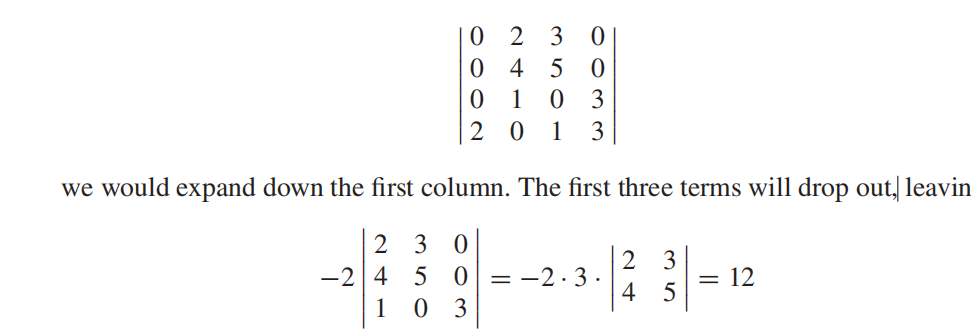 0 2 3 0
0 4 5 0
0 1 0 3
2 0 1 3
we would expand down the first column. The first three terms will drop out, leavin
2 3 0
−2 4 5 0 = −2 · 3 · 2 3 = 12
4 5
1 0 3